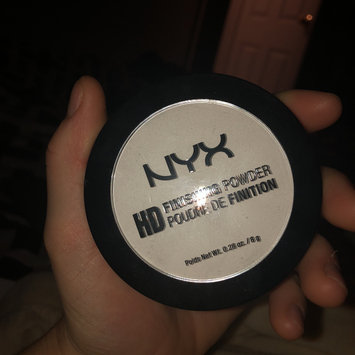 NYX
HD FINISHING POWDER
POUDRE DE FINITION
Poids Net Wt. 0.28 oz. / 8 g